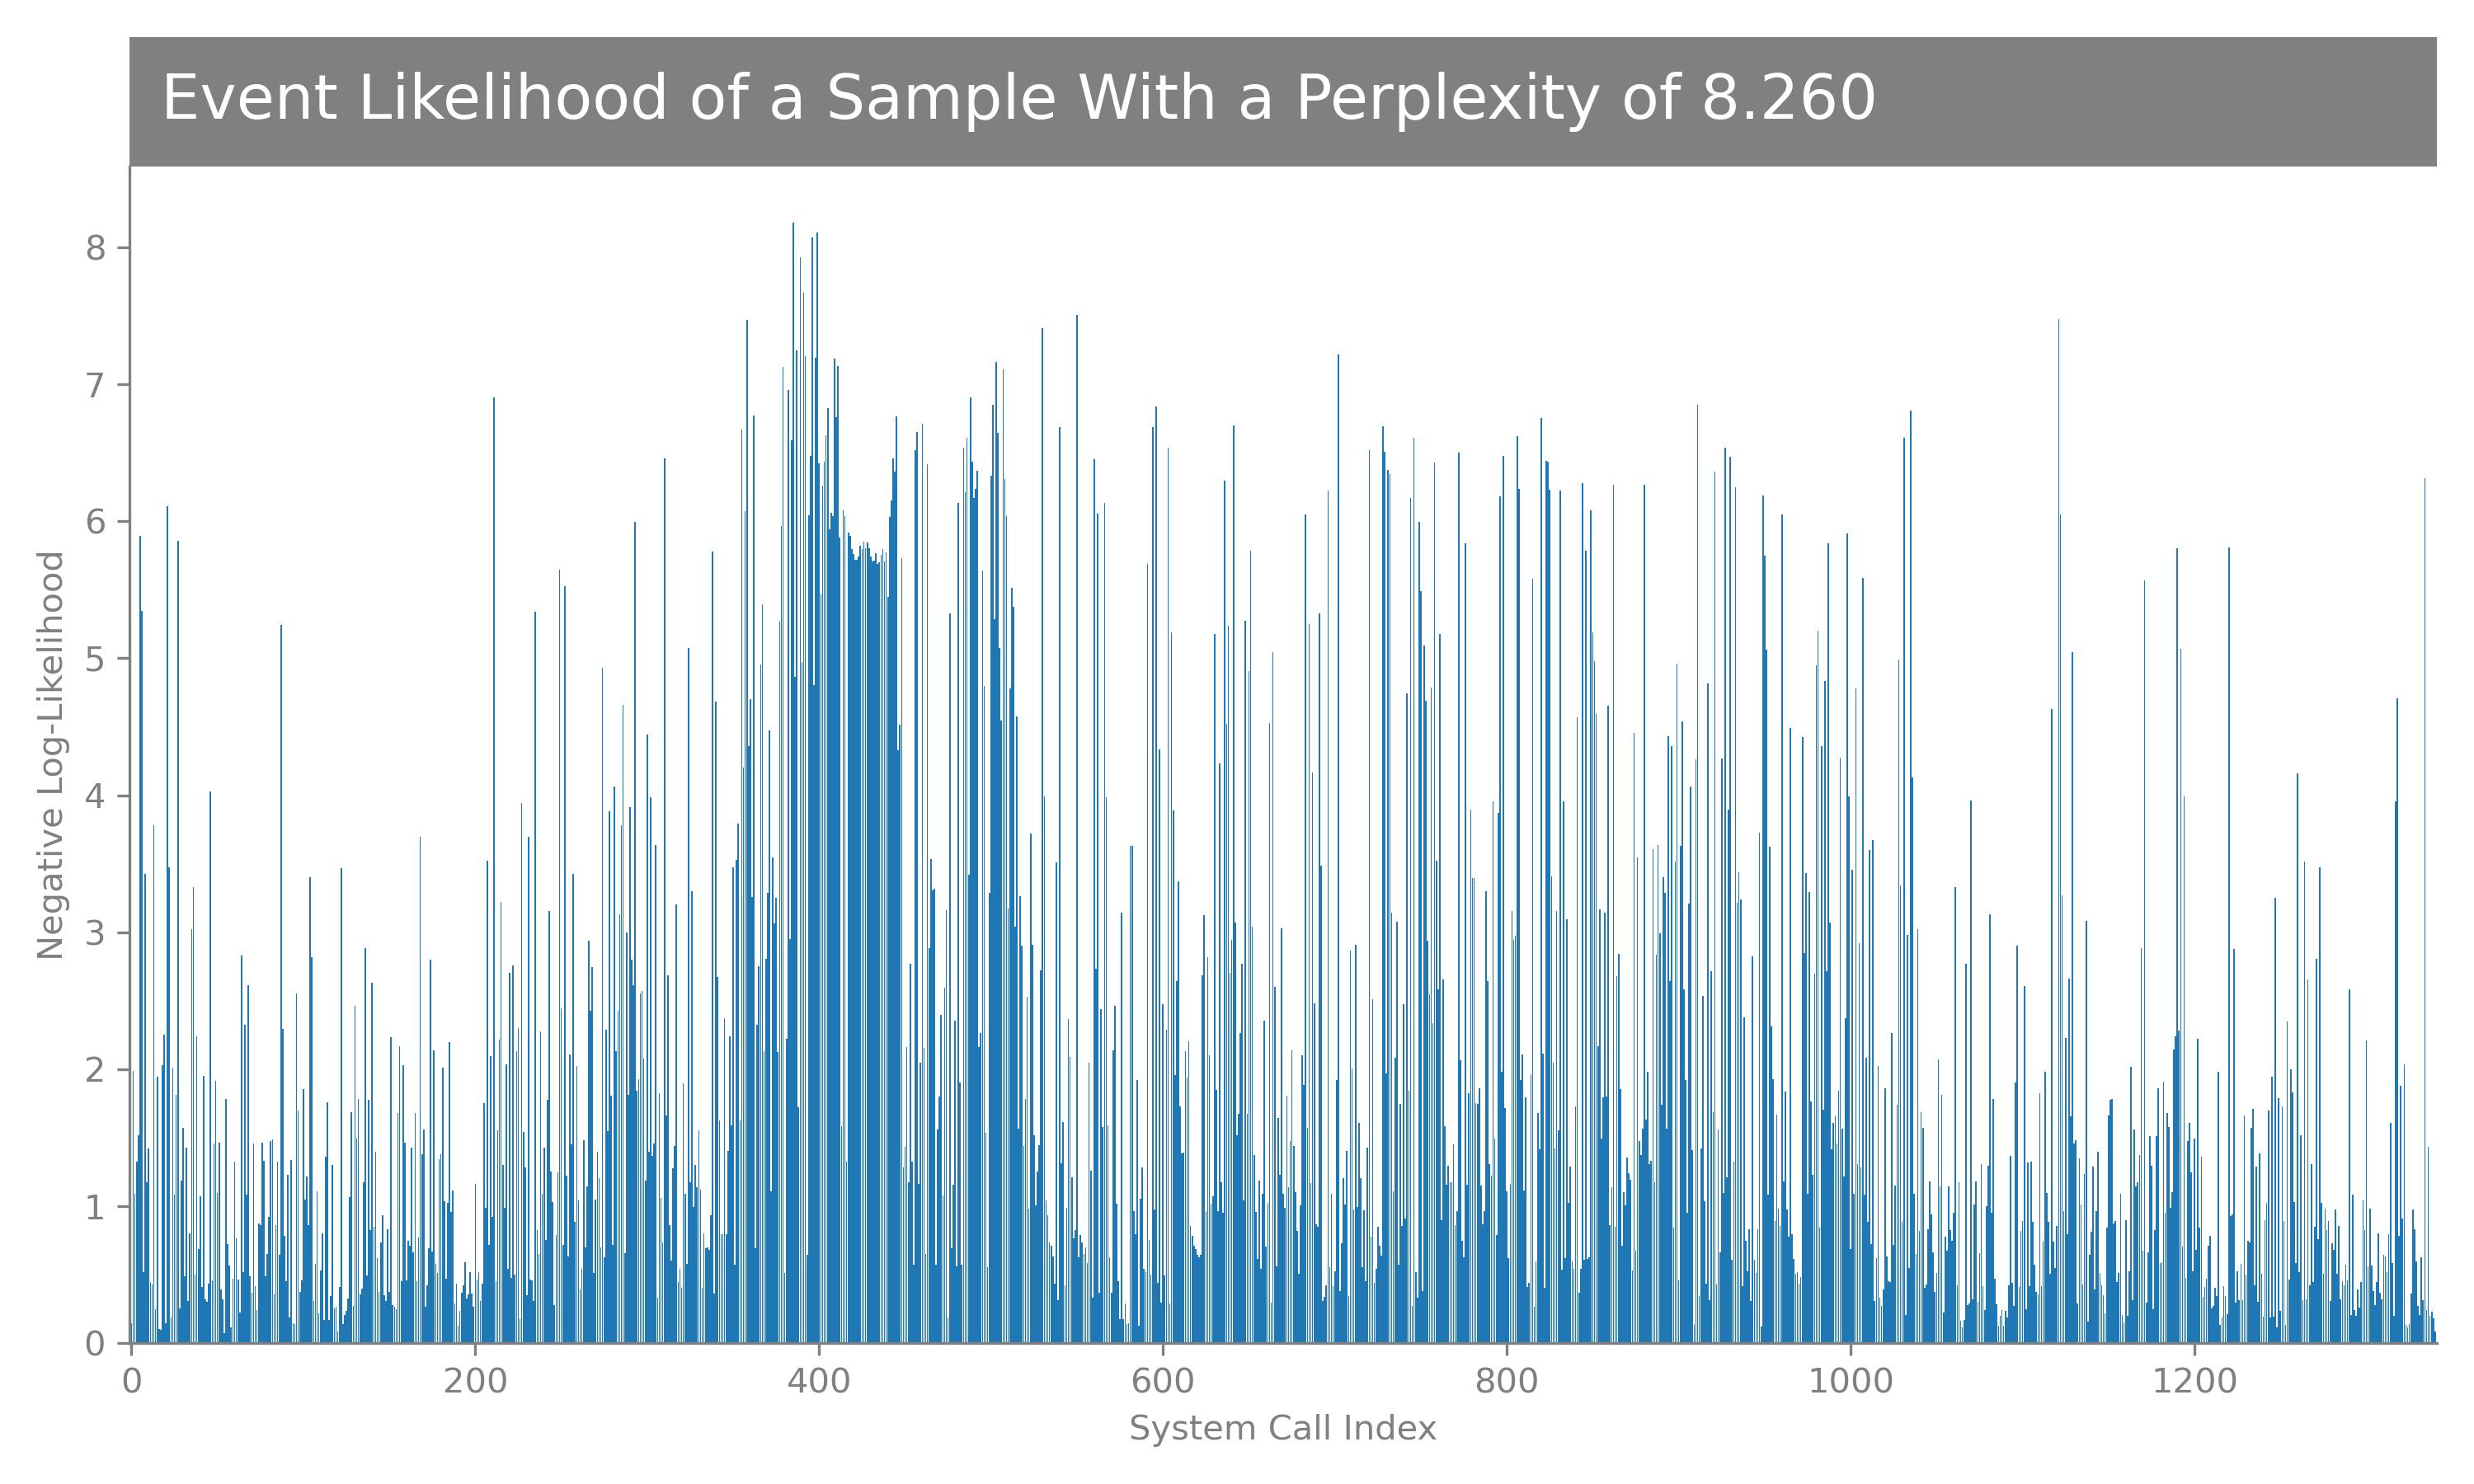 Event Likelihood of a Sample With a Perplexity of 8.260
8
7
6
5
4
3
2
1
0
Negative Log-Likelihood
0 200 400 600 800 1000 1200
System Call Index